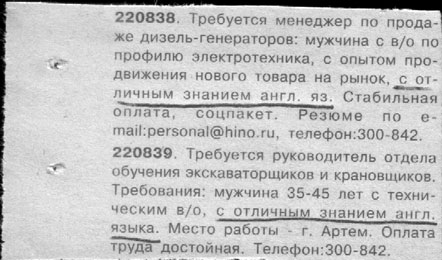 220838. Требуется менеджер по прода-
же дизель-генераторов: мужчина с в/о по
профилю электротехника, с опытом про-
движения нового товара на рынок, с от-
личным знанием англ. яз. Стабильная
оплата, соцпакет. Резюме по e-
mail:personal@hino.ru, телефон:300-842.
220839. Требуется руководитель отдела
обучения экскаваторщиков и крановщиков.
Требования: мужчина 35-45 лет с техни-
ческим в/о, с отличным знанием англ.
языка. Место работы - г. Артем. Оплата
труда достойная. Телефон:300-842.